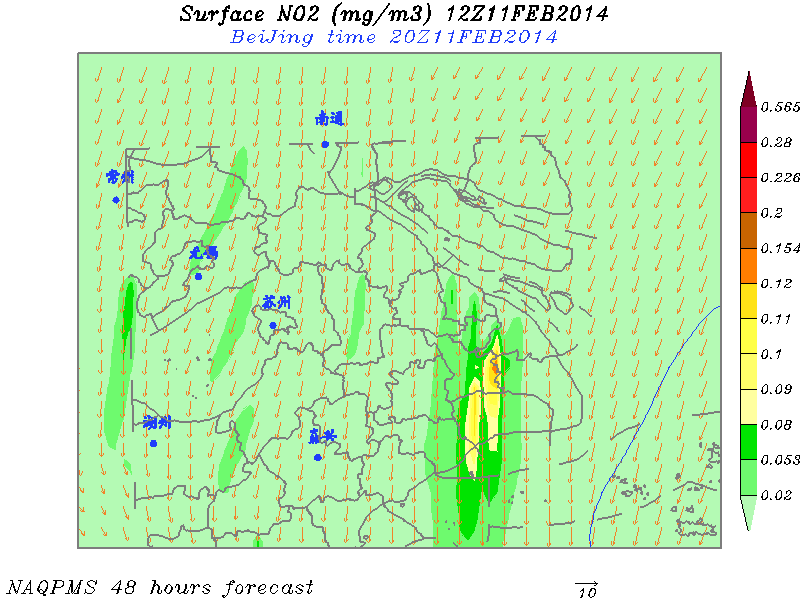 Surface NO2 (mg/m3) 12Z11FEB2014
BeiJing time 20Z11FEB2014
南通
常州
无锡
苏州
湖州
嘉兴
0.565
0.28
0.226
0.2
0.154
0.12
0.11
0.1
0.09
0.08
0.053
0.02
NAQPMS 48 hours forecast
10